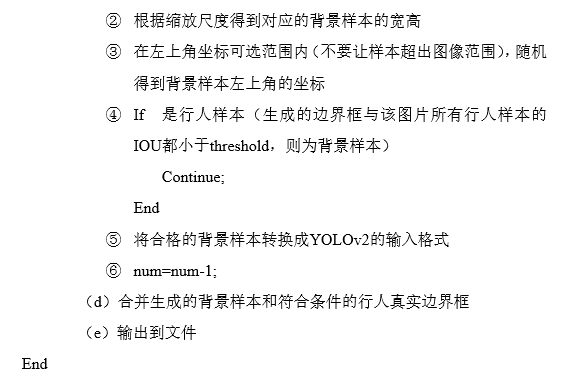 ② 根据缩放尺度得到对应的背景样本的宽高
③ 在左上角坐标可选范围内(不要让样本超出图像范围),随机
得到背景样本左上角的坐标
④ If 是行人样本（生成的边界框与该图片所有行人样本的
IOU都小于threshold，则为背景样本）
Continue;
End
⑤ 将合格的背景样本转换成YOLOv2的输入格式
⑥ num=num-1;
（d）合并生成的背景样本和符合条件的行人真实边界框
（e）输出到文件
End